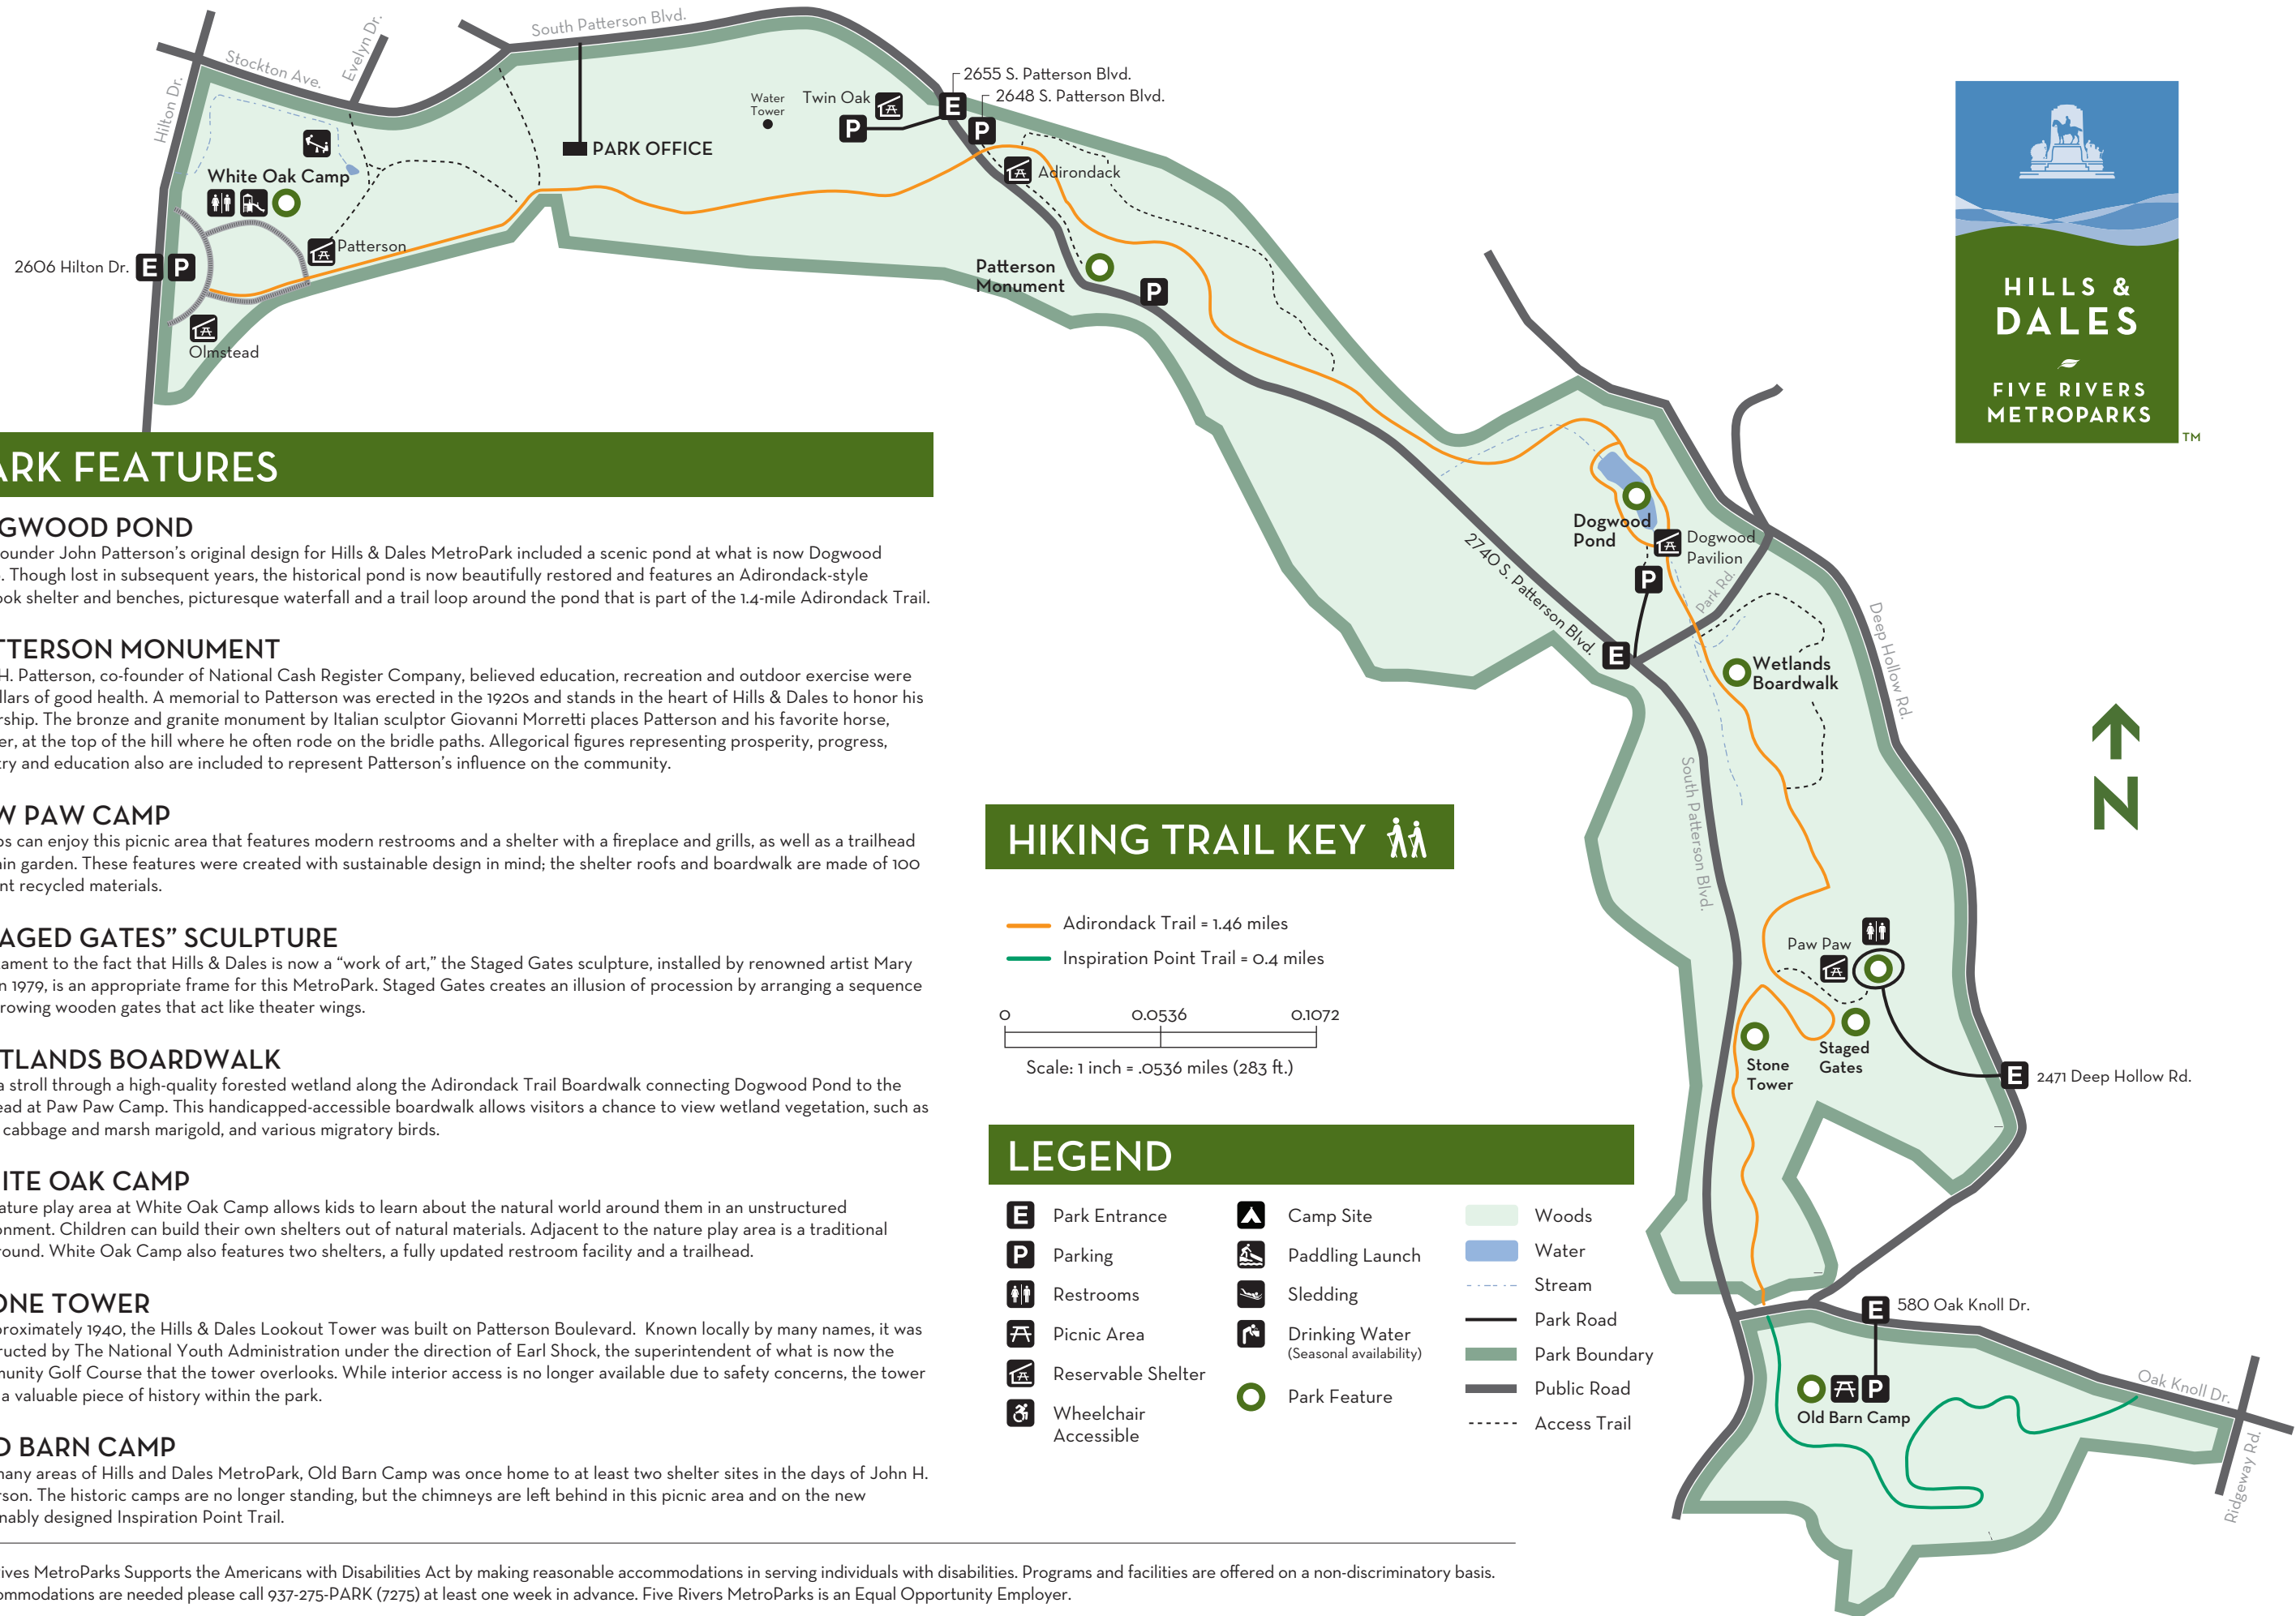 South Patterson Blvd.
Evelyn Dr.
Stockton Ave.
Hilton Dr.
2655 S. Patterson Blvd.
2648 S. Patterson Blvd.
Water
Tower
Twin Oak
E
P
P
PARK OFFICE
White Oak Camp
Adirondack
Patterson
2606 Hilton Dr.
E P
Olmstead
Patterson
Monument
P
HILLS &
DALES
FIVE RIVERS
METROPARKS
TM
Dogwood
Pond
Dogwood
Pavilion
P
Park Rd.
2740 S. Patterson Blvd.
E
Wetlands
Boardwalk
Deep Hollow Rd.
South Patterson Blvd.
N
Paw Paw
Stone
Tower
Staged
Gates
E
2471 Deep Hollow Rd.
E
580 Oak Knoll Dr.
P
Old Barn Camp
Oak Knoll Dr.
Ridgeway Rd.
ARK FEATURES
GWOOD POND
ounder John Patterson's original design for Hills & Dales MetroPark included a scenic pond at what is now Dogwood
. Though lost in subsequent years, the historical pond is now beautifully restored and features an Adirondack-style
ook shelter and benches, picturesque waterfall and a trail loop around the pond that is part of the 1.4-mile Adirondack Trail.
TTERSON MONUMENT
H. Patterson, co-founder of National Cash Register Company, believed education, recreation and outdoor exercise were
llars of good health. A memorial to Patterson was erected in the 1920s and stands in the heart of Hills & Dales to honor his
rship. The bronze and granite monument by Italian sculptor Giovanni Morretti places Patterson and his favorite horse,
er, at the top of the hill where he often rode on the bridle paths. Allegorical figures representing prosperity, progress,
try and education also are included to represent Patterson's influence on the community.
W PAW CAMP
ps can enjoy this picnic area that features modern restrooms and a shelter with a fireplace and grills, as well as a trailhead
ain garden. These features were created with sustainable design in mind; the shelter roofs and boardwalk are made of 100
nt recycled materials.
AGED GATES” SCULPTURE
tament to the fact that Hills & Dales is now a “work of art,” the Staged Gates sculpture, installed by renowned artist Mary
n 1979, is an appropriate frame for this MetroPark. Staged Gates creates an illusion of procession by arranging a sequence
rowing wooden gates that act like theater wings.
TLANDS BOARDWALK
a stroll through a high-quality forested wetland along the Adirondack Trail Boardwalk connecting Dogwood Pond to the
ead at Paw Paw Camp. This handicapped-accessible boardwalk allows visitors a chance to view wetland vegetation, such as
cabbage and marsh marigold, and various migratory birds.
ITE OAK CAMP
ature play area at White Oak Camp allows kids to learn about the natural world around them in an unstructured
onment. Children can build their own shelters out of natural materials. Adjacent to the nature play area is a traditional
round. White Oak Camp also features two shelters, a fully updated restroom facility and a trailhead.
ONE TOWER
proximately 1940, the Hills & Dales Lookout Tower was built on Patterson Boulevard. Known locally by many names, it was
ructed by The National Youth Administration under the direction of Earl Shock, the superintendent of what is now the
munity Golf Course that the tower overlooks. While interior access is no longer available due to safety concerns, the tower
a valuable piece of history within the park.
D BARN CAMP
many areas of Hills and Dales MetroPark, Old Barn Camp was once home to at least two shelter sites in the days of John H.
rson. The historic camps are no longer standing, but the chimneys are left behind in this picnic area and on the new
nably designed Inspiration Point Trail.
HIKING TRAIL KEY
Adirondack Trail = 1.46 miles
Inspiration Point Trail = 0.4 miles
0 0.0536 0.1072
Scale: 1 inch = .0536 miles (283 ft.)
LEGEND
E Park Entrance
P Parking
Restrooms
Picnic Area
Reservable Shelter
Wheelchair
Accessible
Camp Site
Paddling Launch
Sledding
Drinking Water
(Seasonal availability)
Park Feature
Woods
Water
Stream
Park Road
Park Boundary
Public Road
Access Trail
ives MetroParks Supports the Americans with Disabilities Act by making reasonable accommodations in serving individuals with disabilities. Programs and facilities are offered on a non-discriminatory basis.
ommodations are needed please call 937-275-PARK (7275) at least one week in advance. Five Rivers MetroParks is an Equal Opportunity Employer.